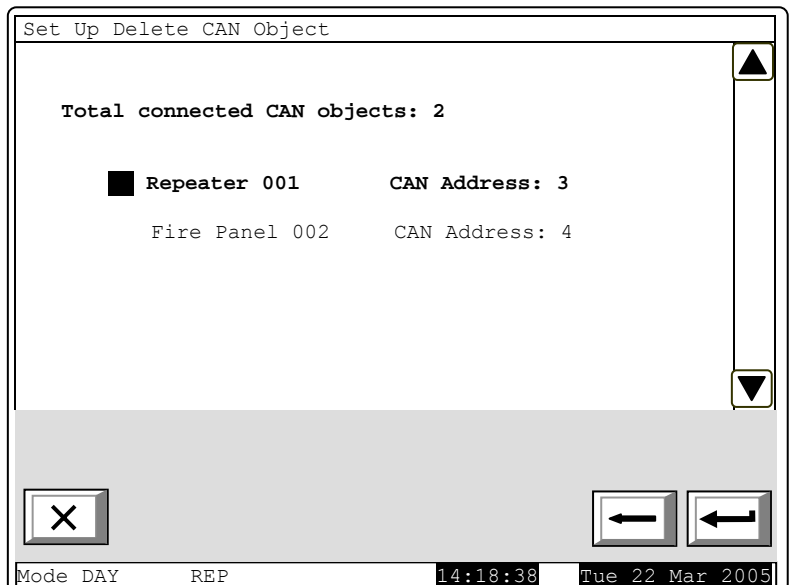 Set Up Delete CAN Object
Total connected CAN objects: 2
Repeater 001 CAN Address: 3
Fire Panel 002 CAN Address: 4
Mode DAY REP 14:18:38 Tue 22 Mar 2005